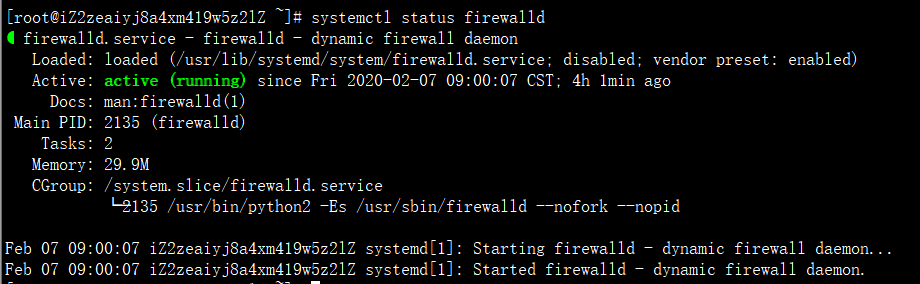 [root@iZ2zeaiyj8a4xm419w5z2lZ ~]# systemctl status firewalld
● firewalld.service - firewalld - dynamic firewall daemon
Loaded: loaded (/usr/lib/systemd/system/firewalld.service; disabled; vendor preset: enabled)
Active: active (running) since Fri 2020-02-07 09:00:07 CST; 4h 1min ago
Docs: man:firewalld(1)
Main PID: 2135 (firewalld)
Tasks: 2
Memory: 29.9M
CGroup: /system.slice/firewalld.service
└─2135 /usr/bin/python2 -Es /usr/sbin/firewalld --nofork --nopid
Feb 07 09:00:07 iZ2zeaiyj8a4xm419w5z2lZ systemd[1]: Starting firewalld - dynamic firewall daemon...
Feb 07 09:00:07 iZ2zeaiyj8a4xm419w5z2lZ systemd[1]: Started firewalld - dynamic firewall daemon.